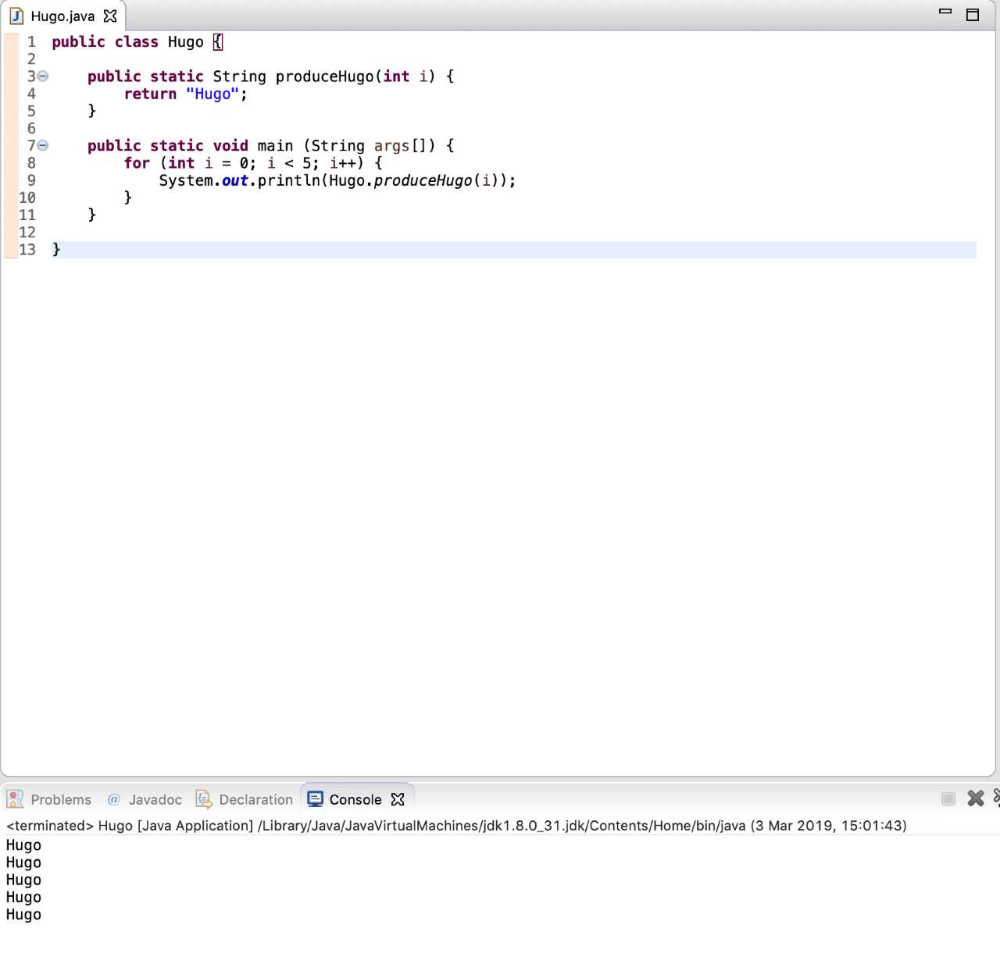 Hugo.java
1 public class Hugo {
2
3 public static String produceHugo(int i) {
4 return "Hugo";
5 }
6
7 public static void main (String args[]) {
8 for (int i = 0; i < 5; i++) {
9 System.out.println(Hugo.produceHugo(i));
10 }
11 }
12
13 }
Problems @ Javadoc Declaration Console
<terminated> Hugo [Java Application] /Library/Java/JavaVirtualMachines/jdk1.8.0_31.jdk/Contents/Home/bin/java (3 Mar 2019, 15:01:43)
Hugo
Hugo
Hugo
Hugo
Hugo